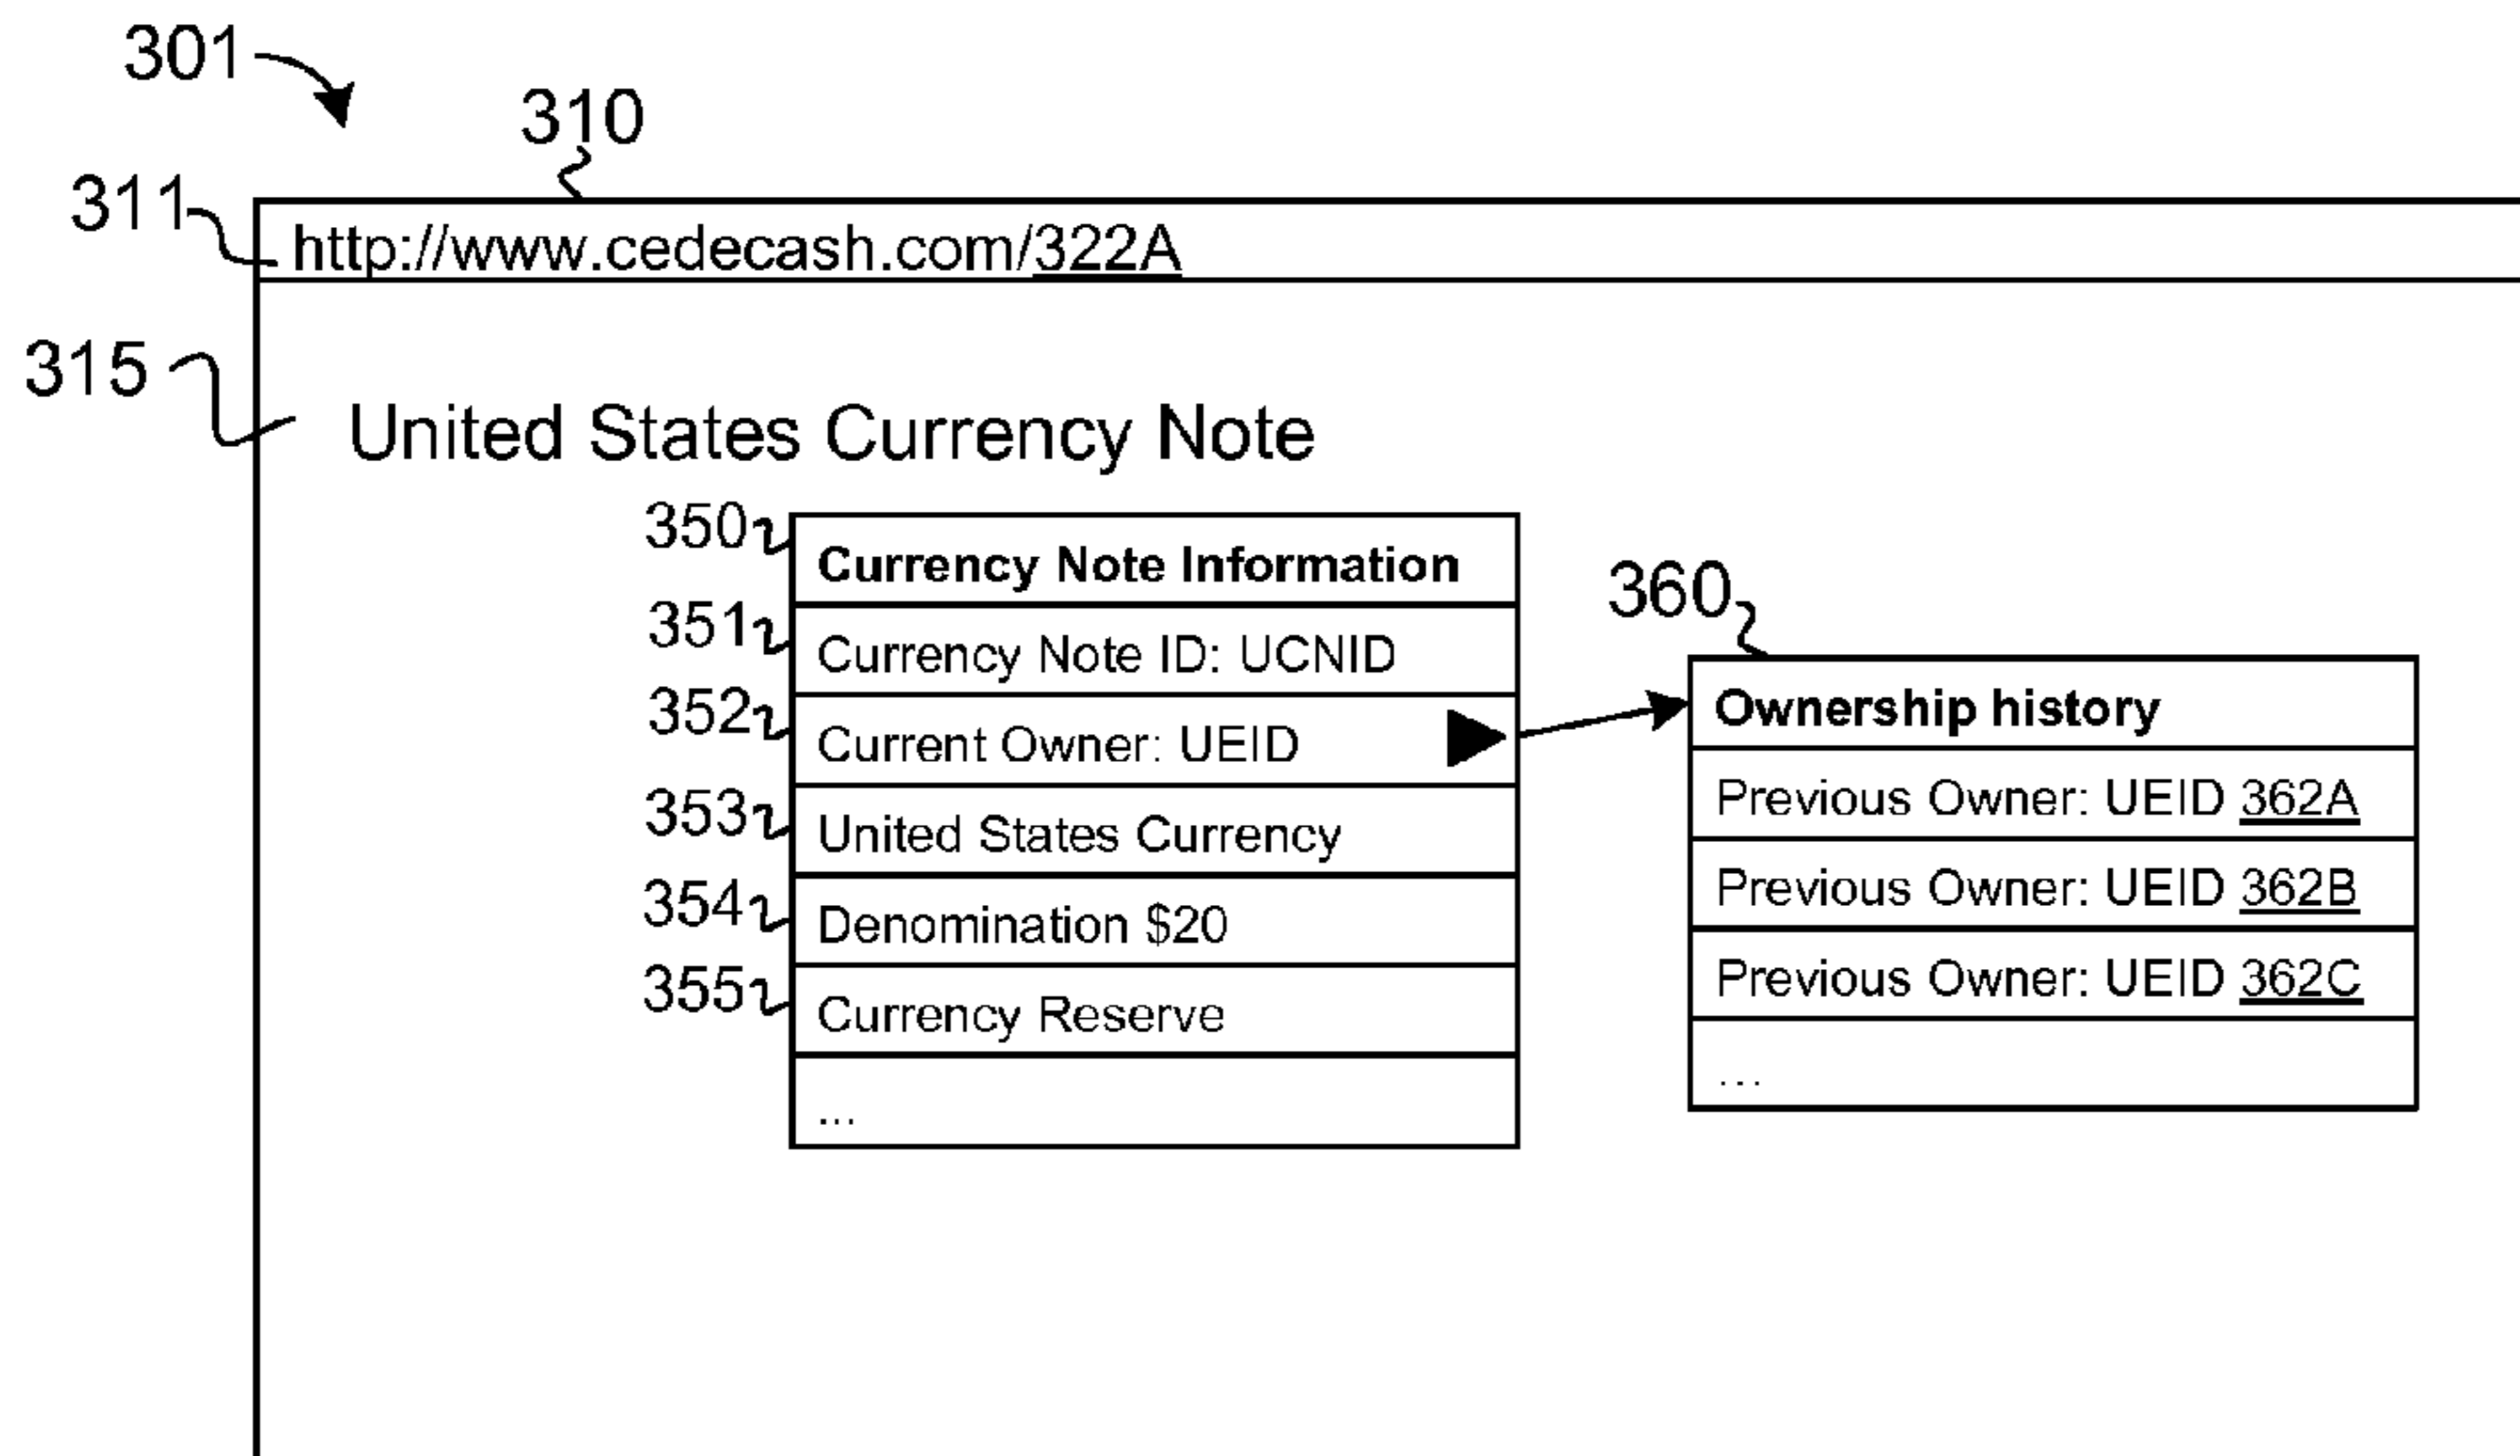 301
310
311
http://www.cedecash.com/322A
315
United States Currency Note
350
Currency Note Information
351
Currency Note ID: UCNID
352
Current Owner: UEID
353
United States Currency
354
Denomination $20
355
Currency Reserve
...
360
Ownership history
Previous Owner: UEID 362A
Previous Owner: UEID 362B
Previous Owner: UEID 362C
...